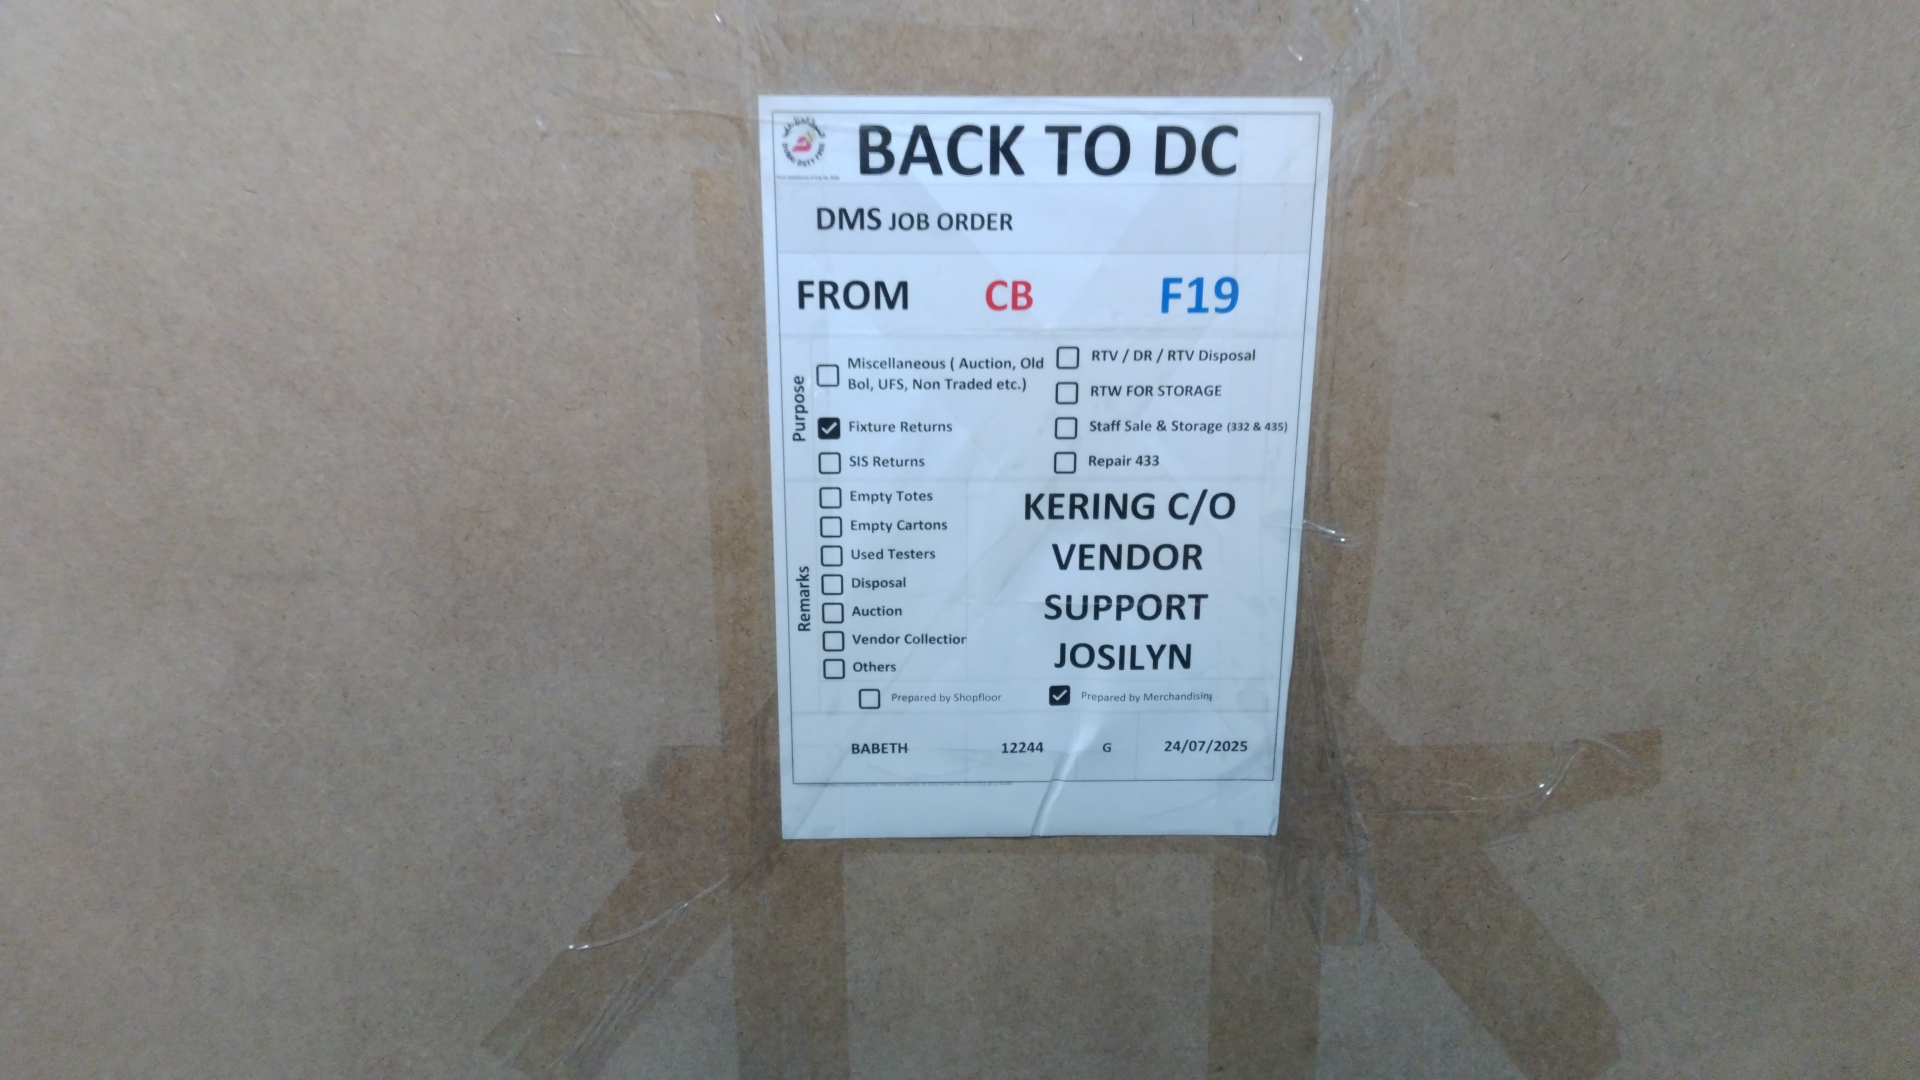 BACK TO DC
DMS JOB ORDER
FROM CB F19
Purpose
Miscellaneous ( Auction, Old
Bol, UFS, Non Traded etc.)
Fixture Returns
SIS Returns
RTV / DR / RTV Disposal
RTW FOR STORAGE
Staff Sale & Storage (332 & 435)
Repair 433
Remarks
Empty Totes
Empty Cartons
Used Testers
Disposal
Auction
Vendor Collection
Others
KERING C/O
VENDOR
SUPPORT
JOSILYN
Prepared by Shopfloor
Prepared by Merchandising
BABETH 12244 G 24/07/2025